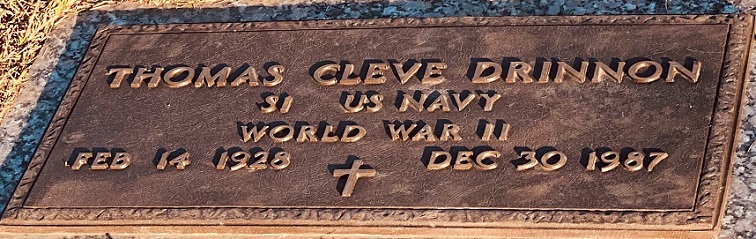 THOMAS CLEVE DRINNON
S1 US NAVY
WORLD WAR II
FEB 14 1928 DEC 30 1987